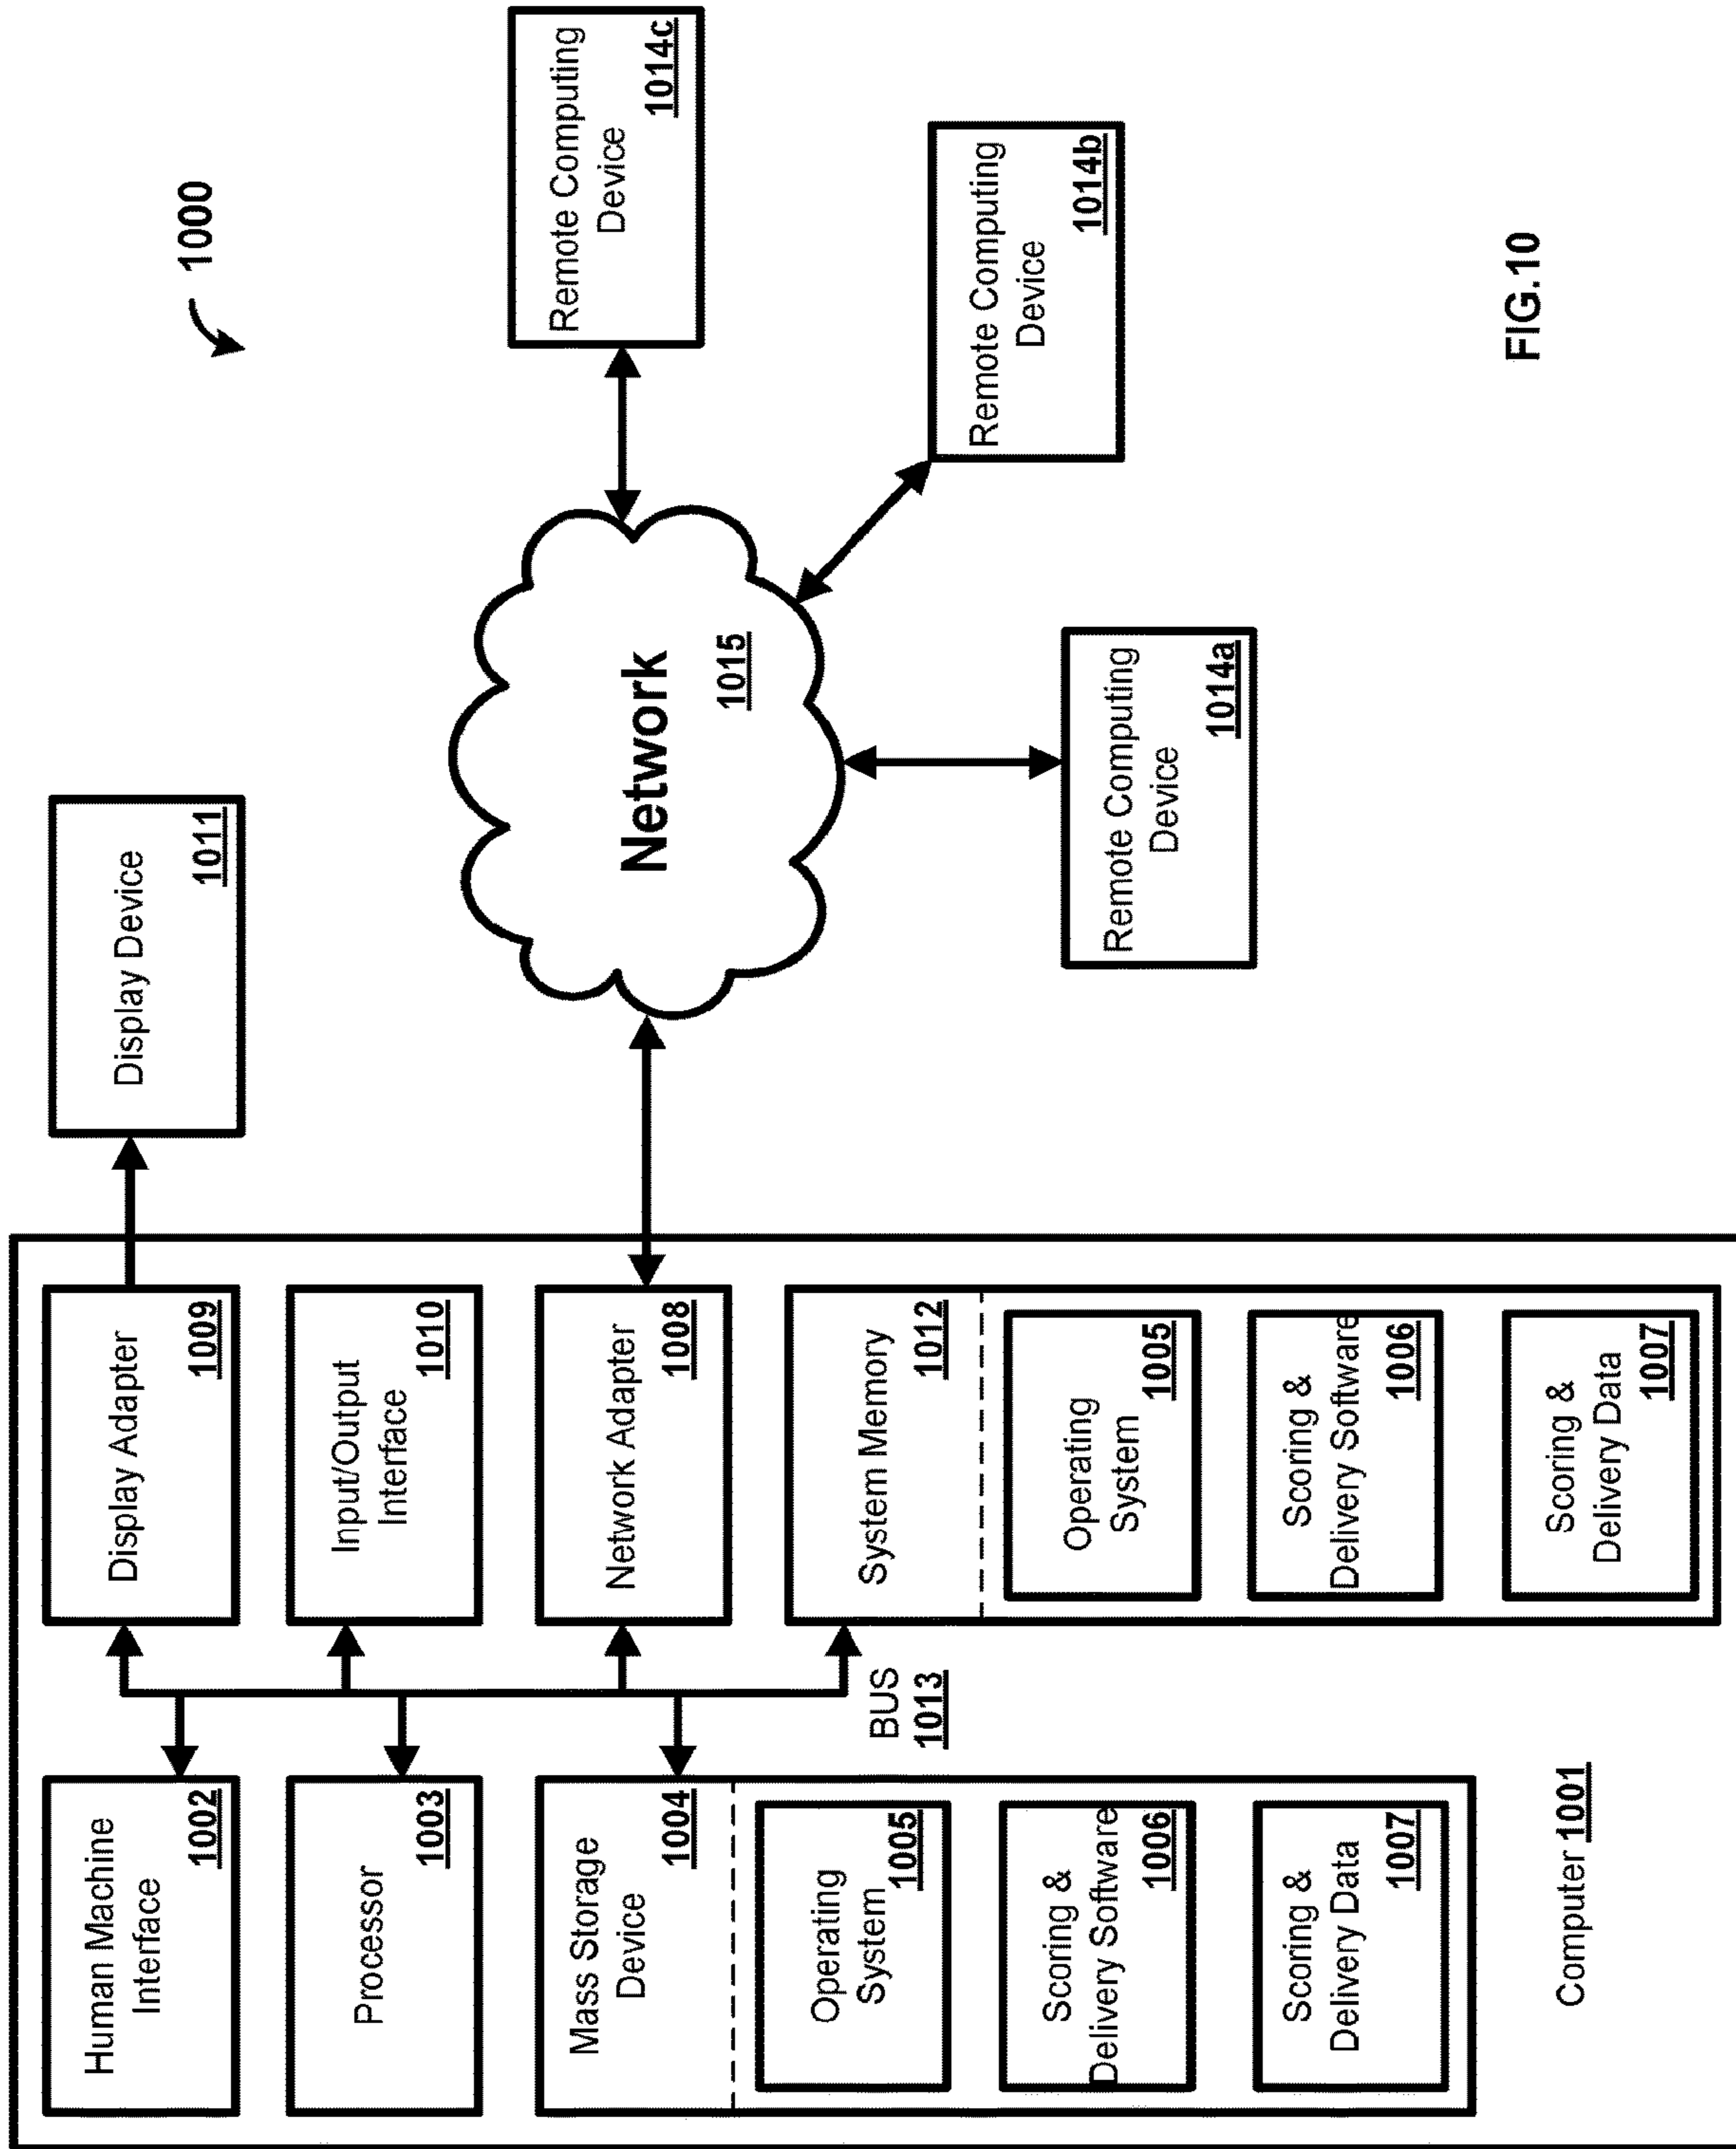 1000
Human Machine
Interface
1002
Processor
1003
Mass Storage
Device
1004
Operating
System
1005
Scoring &
Delivery Software
1006
Scoring &
Delivery Data
1007
Computer 1001
BUS
1013
Display Adapter
1009
Input/Output
Interface
1010
Network Adapter
1008
System Memory
1012
Operating
System
1005
Scoring &
Delivery Software
1006
Scoring &
Delivery Data
1007
Display Device
1011
Network
1015
Remote Computing
Device
1014a
Remote Computing
Device
1014b
Remote Computing
Device
1014c
FIG.10